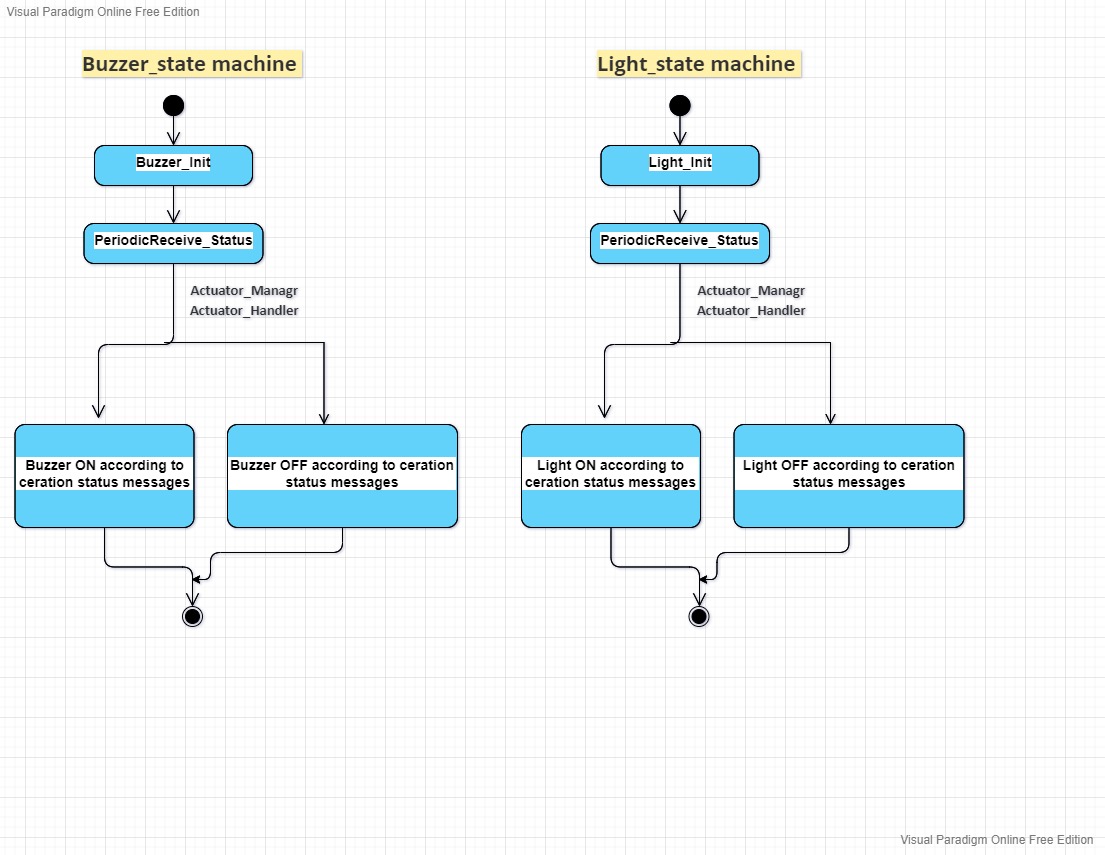 Visual Paradigm Online Free Edition
Buzzer_state machine
Buzzer_Init
PeriodicReceive_Status
Actuator_Managr
Actuator_Handler
Buzzer ON according to
ceration status messages
Buzzer OFF according to ceration
status messages
Light_state machine
Light_Init
PeriodicReceive_Status
Actuator_Managr
Actuator_Handler
Light ON according to
ceration status messages
Light OFF according to ceration
status messages
Visual Paradigm Online Free Edition